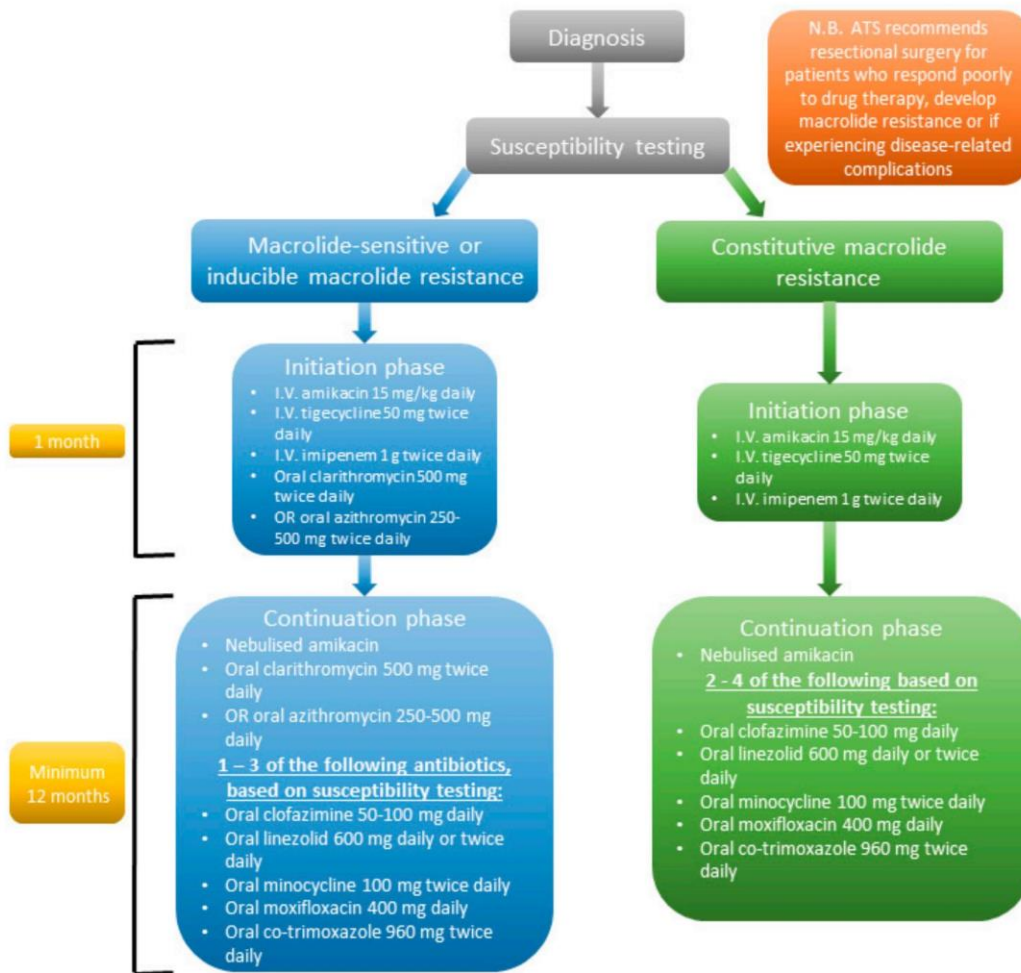 Diagnosis
N.B. ATS recommends
resectional surgery for
patients who respond poorly
to drug therapy, develop
macrolide resistance or if
experiencing disease-related
complications
Susceptibility testing
Macrolide-sensitive or
inducible macrolide resistance
Constitutive macrolide
resistance
1 month
Initiation phase
• I.V. amikacin 15 mg/kg daily
• I.V. tigecycline 50 mg twice
daily
• I.V. imipenem 1 g twice daily
• Oral clarithromycin 500 mg
twice daily
• OR oral azithromycin 250-
500 mg twice daily
Initiation phase
• I.V. amikacin 15 mg/kg daily
• I.V. tigecycline 50 mg twice
daily
• I.V. imipenem 1 g twice daily
Minimum
12 months
Continuation phase
• Nebulised amikacin
• Oral clarithromycin 500 mg twice
daily
• OR oral azithromycin 250-500 mg
daily
1 – 3 of the following antibiotics,
based on susceptibility testing:
• Oral clofazimine 50-100 mg daily
• Oral linezolid 600 mg daily or twice
daily
• Oral minocycline 100 mg twice daily
• Oral moxifloxacin 400 mg daily
• Oral co-trimoxazole 960 mg twice
daily
Continuation phase
• Nebulised amikacin
2 - 4 of the following based on
susceptibility testing:
• Oral clofazimine 50-100 mg daily
• Oral linezolid 600 mg daily or twice
daily
• Oral minocycline 100 mg twice daily
• Oral moxifloxacin 400 mg daily
• Oral co-trimoxazole 960 mg twice
daily